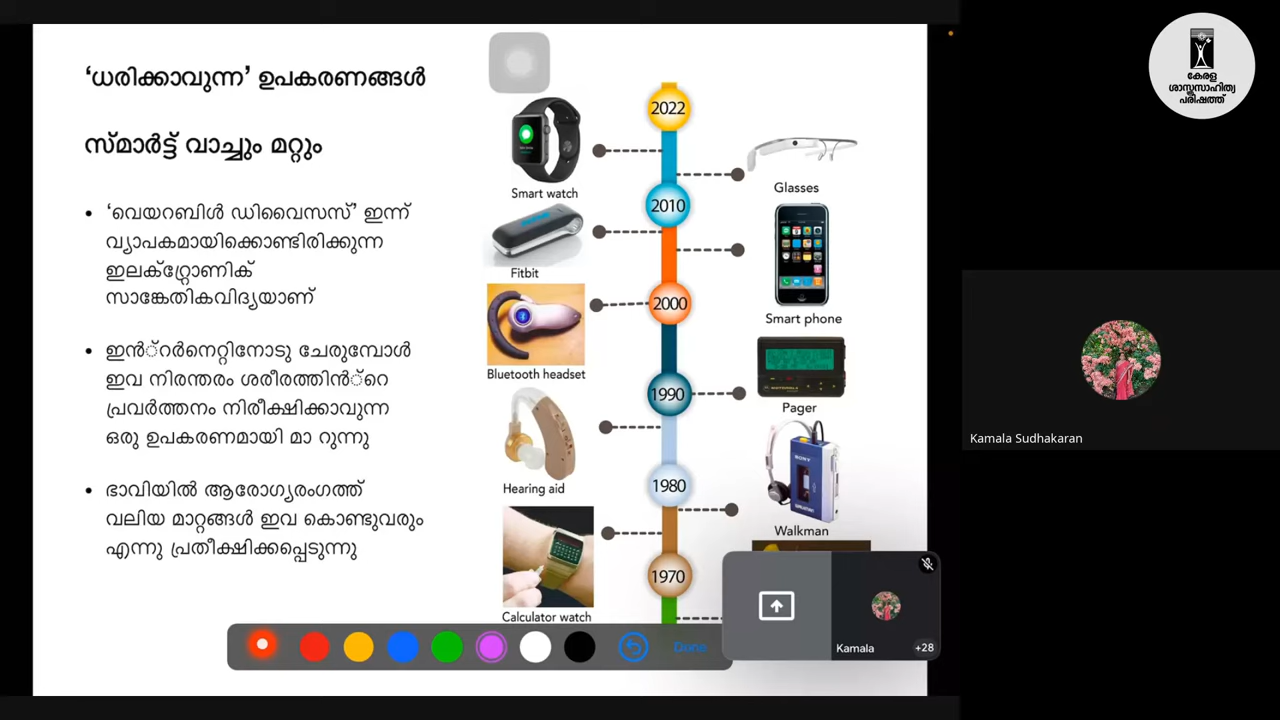 ‘ധരിക്കാവുന്ന’ ഉപകരണങ്ങൾ
സ്മാർട്ട് വാച്ചും മറ്റും
• ‘വെയറബിൾ ഡിവൈസസ്’ ഇന്ന്
വ്യാപകമായിക്കൊണ്ടിരിക്കുന്ന
ഇലക്ട്രോണിക്
സാങ്കേതികവിദ്യയാണ്
• ഇൻ്റർനെറ്റിനോടു ചേരുമ്പോൾ
ഇവ നിരന്തരം ശരീരത്തിൻ്റെ
പ്രവർത്തനം നിരീക്ഷിക്കാവുന്ന
ഒരു ഉപകരണമായി മാ റുന്നു
• ഭാവിയിൽ ആരോഗ്യരംഗത്ത്
വലിയ മാറ്റങ്ങൾ ഇവ കൊണ്ടുവരും
എന്നു പ്രതീക്ഷിക്കപ്പെടുന്നു
2022
Smart watch
Glasses
2010
Fitbit
Smart phone
2000
Bluetooth headset
1990
Pager
Hearing aid
1980
SONY
Walkman
1970
Calculator watch
Done
Kamala
+28
കേരള
ശാസ്ത്രസാഹിത്യ
പരിഷത്ത്
Kamala Sudhakaran